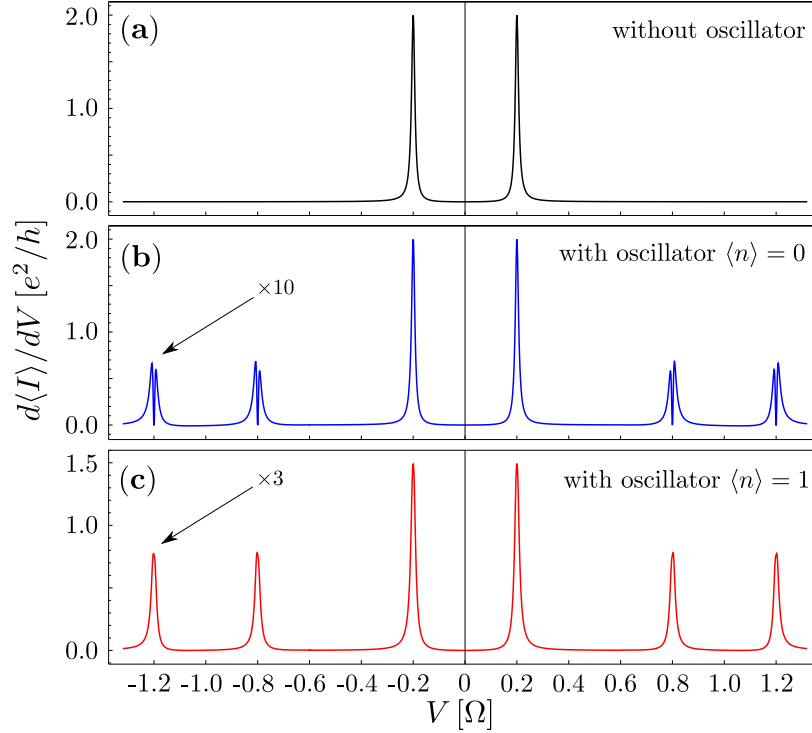 (a)
without oscillator
2.0
1.0
0.0
(b)
with oscillator ⟨n⟩ = 0
×10
2.0
1.0
0.0
d⟨I⟩/dV [e²/h]
(c)
with oscillator ⟨n⟩ = 1
×3
1.5
1.0
0.0
-1.2 -1.0 -0.8 -0.6 -0.4 -0.2 0 0.2 0.4 0.6 0.8 1.0 1.2
V [Ω]